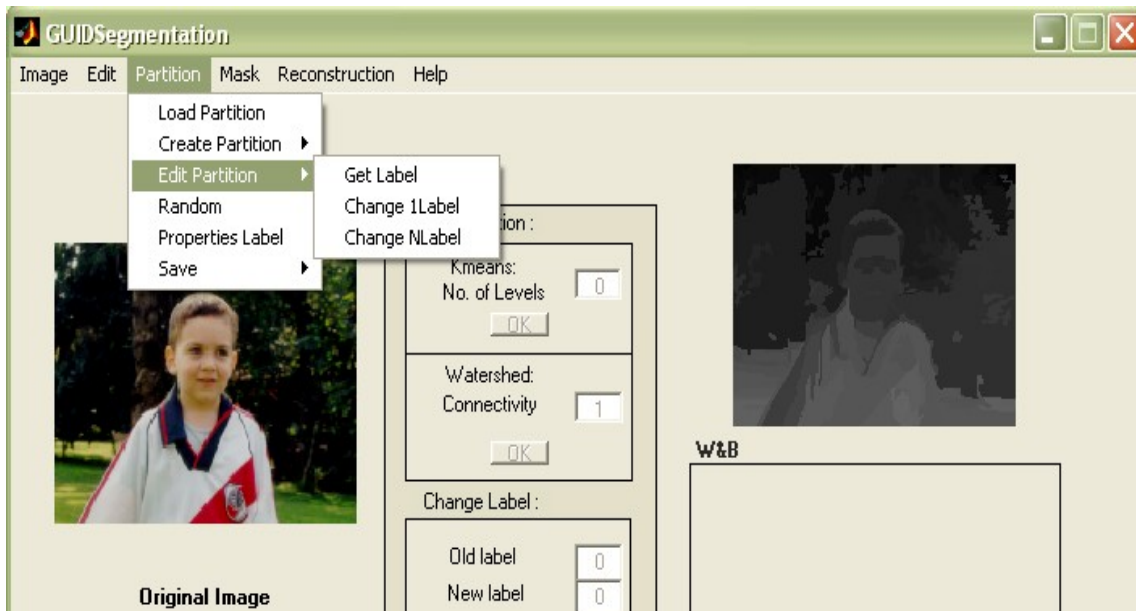 GUIDSegmentation
Image Edit Partition Mask Reconstruction Help
Load Partition
Create Partition
Edit Partition
Random
Properties Label
Save
Get Label
Change 1Label
Change NLabel
ion :
Kmeans:
No. of Levels 0
OK
Watershed:
Connectivity 1
OK
Change Label :
Old label 0
New label 0
Original Image
W&B